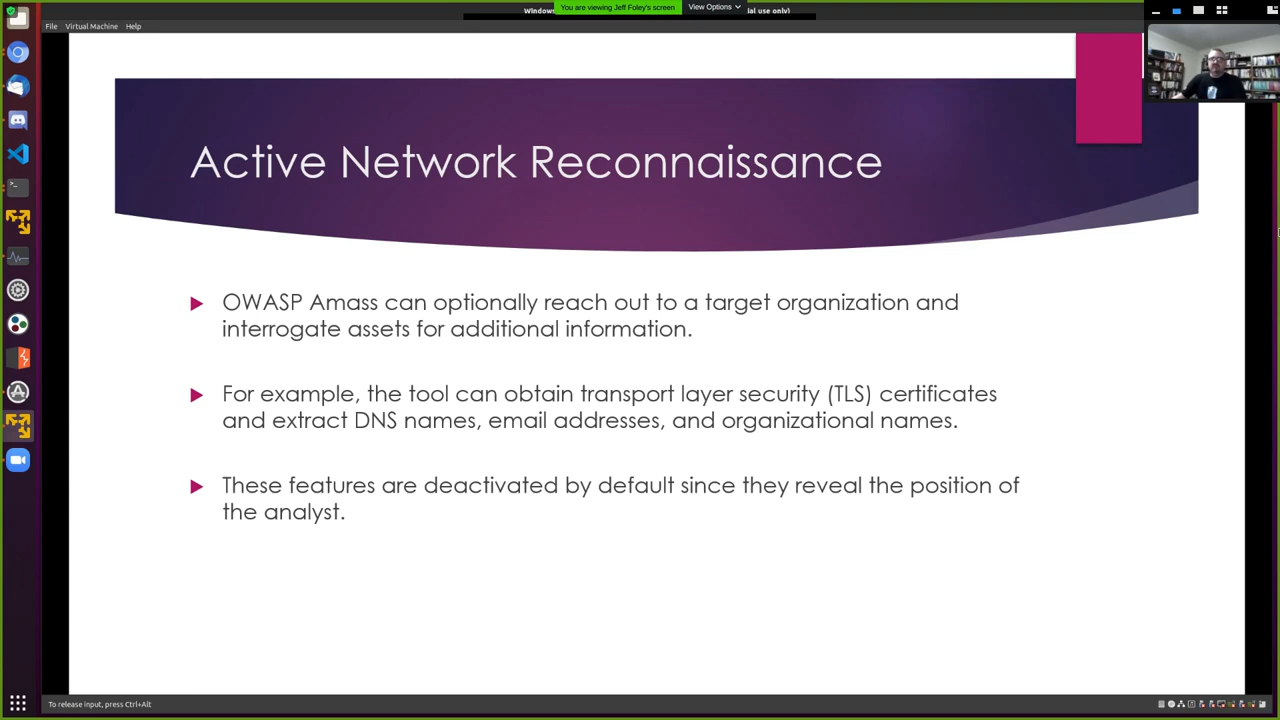 Windows
You are viewing Jeff Foley's screen
View Options
ial use only)
File Virtual Machine Help
Active Network Reconnaissance
OWASP Amass can optionally reach out to a target organization and
interrogate assets for additional information.
For example, the tool can obtain transport layer security (TLS) certificates
and extract DNS names, email addresses, and organizational names.
These features are deactivated by default since they reveal the position of
the analyst.
To release input, press Ctrl+Alt